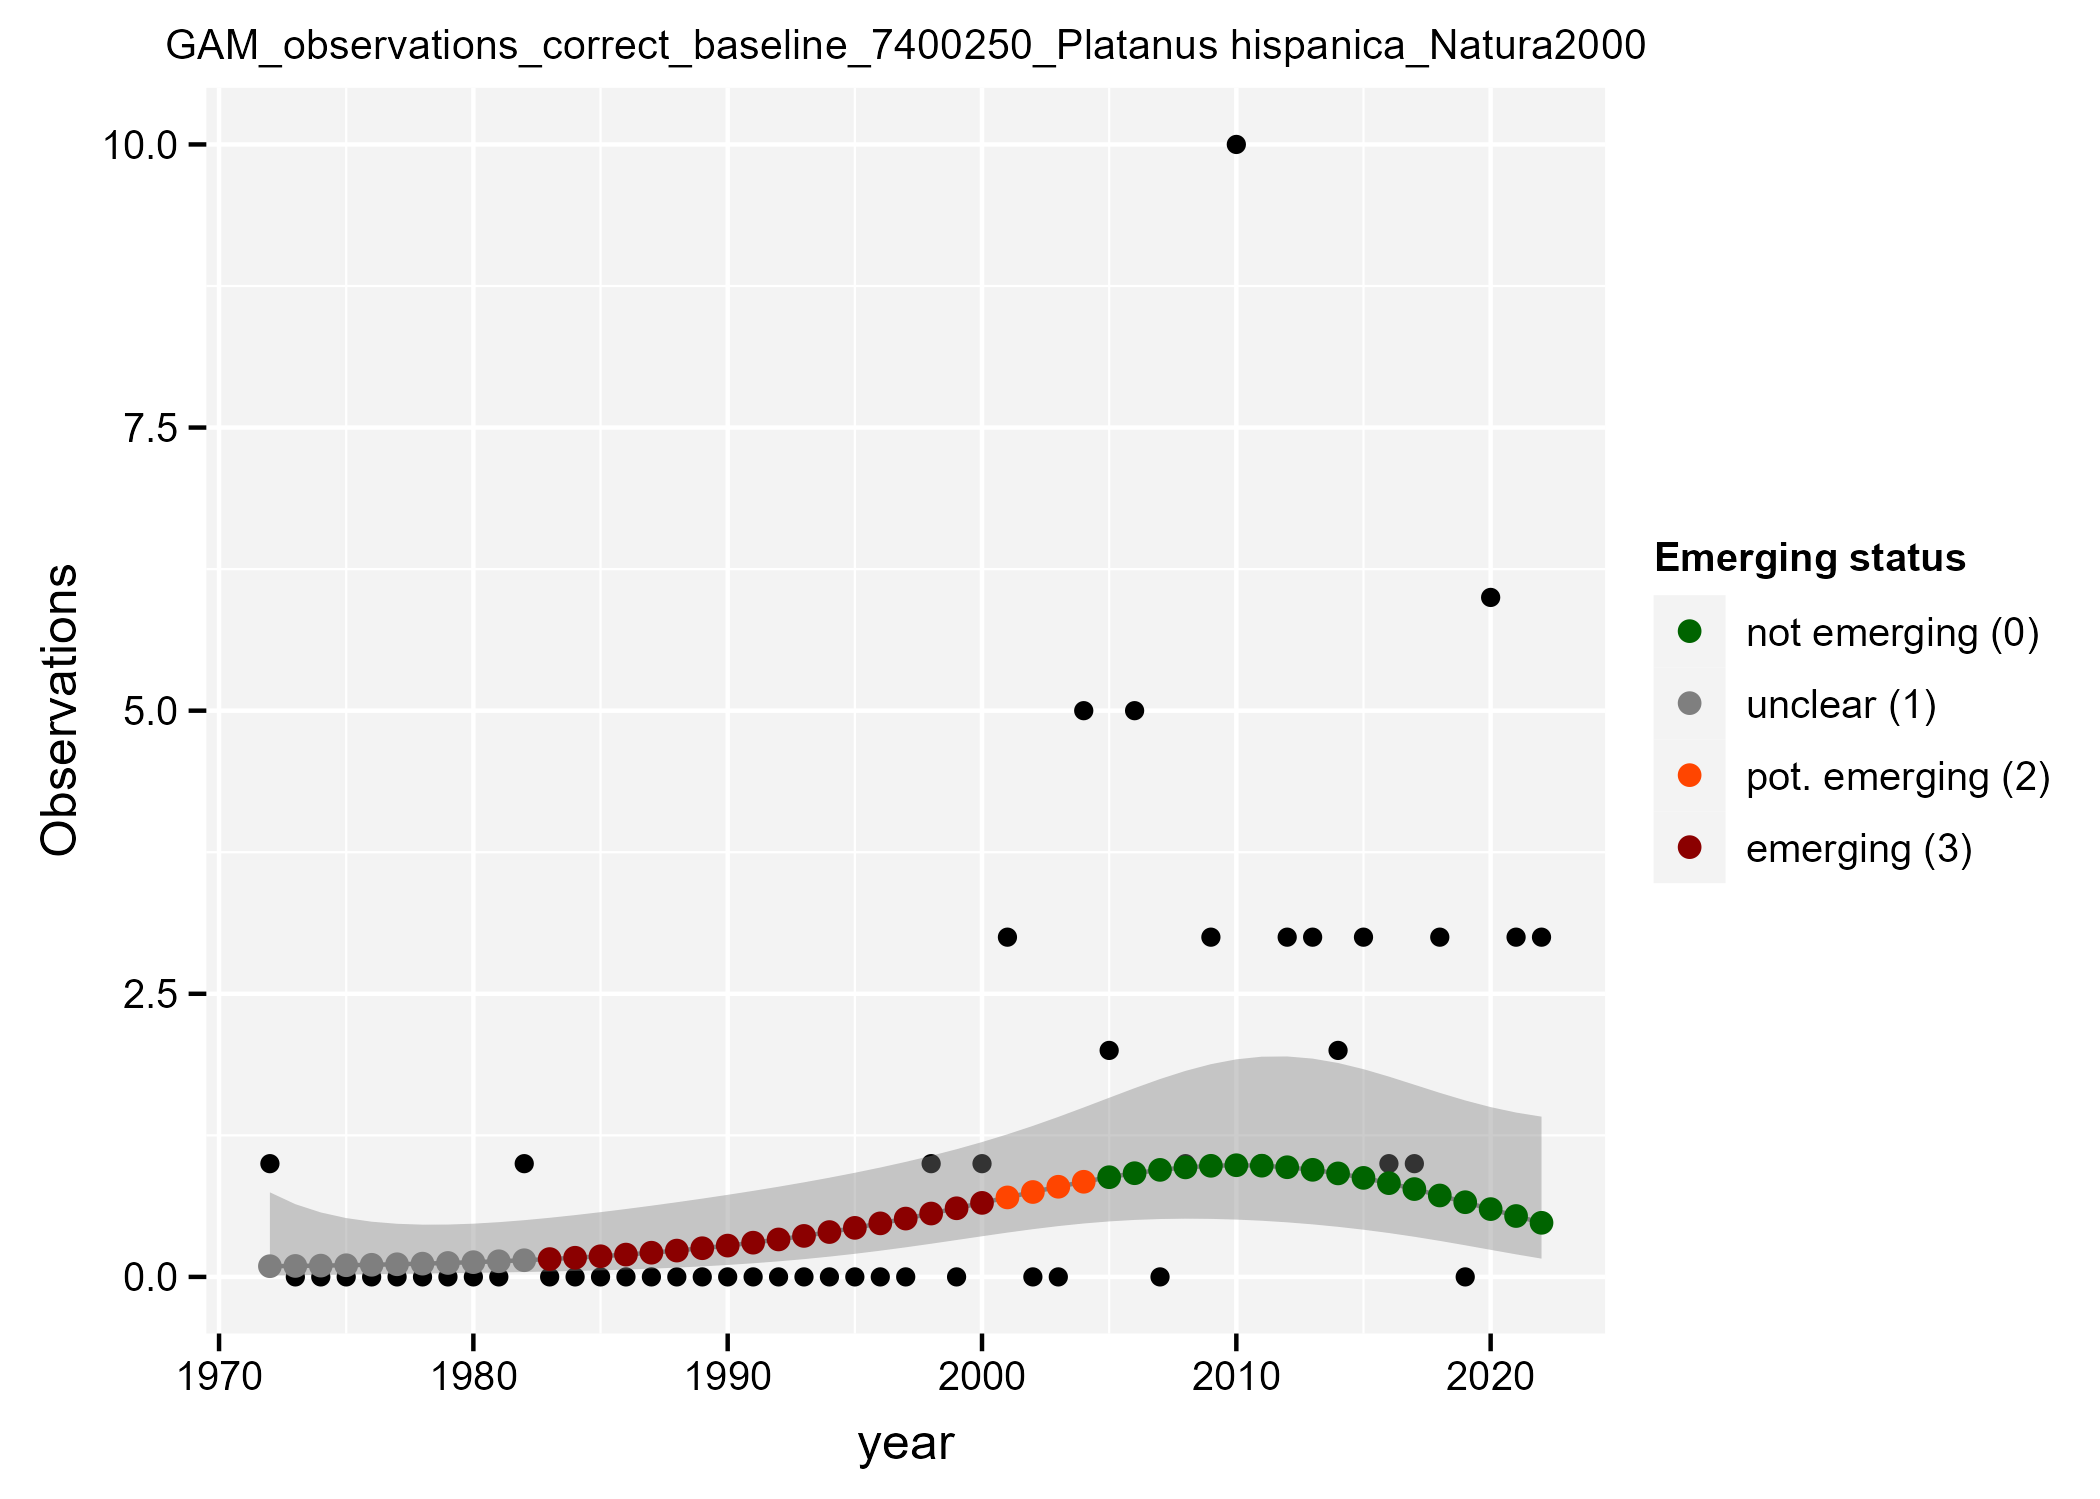 GAM_observations_correct_baseline_7400250_Platanus hispanica_Natura2000
10.0
7.5
5.0
2.5
0.0
Observations
1970 1980 1990 2000 2010 2020
year
Emerging status
not emerging (0)
unclear (1)
pot. emerging (2)
emerging (3)